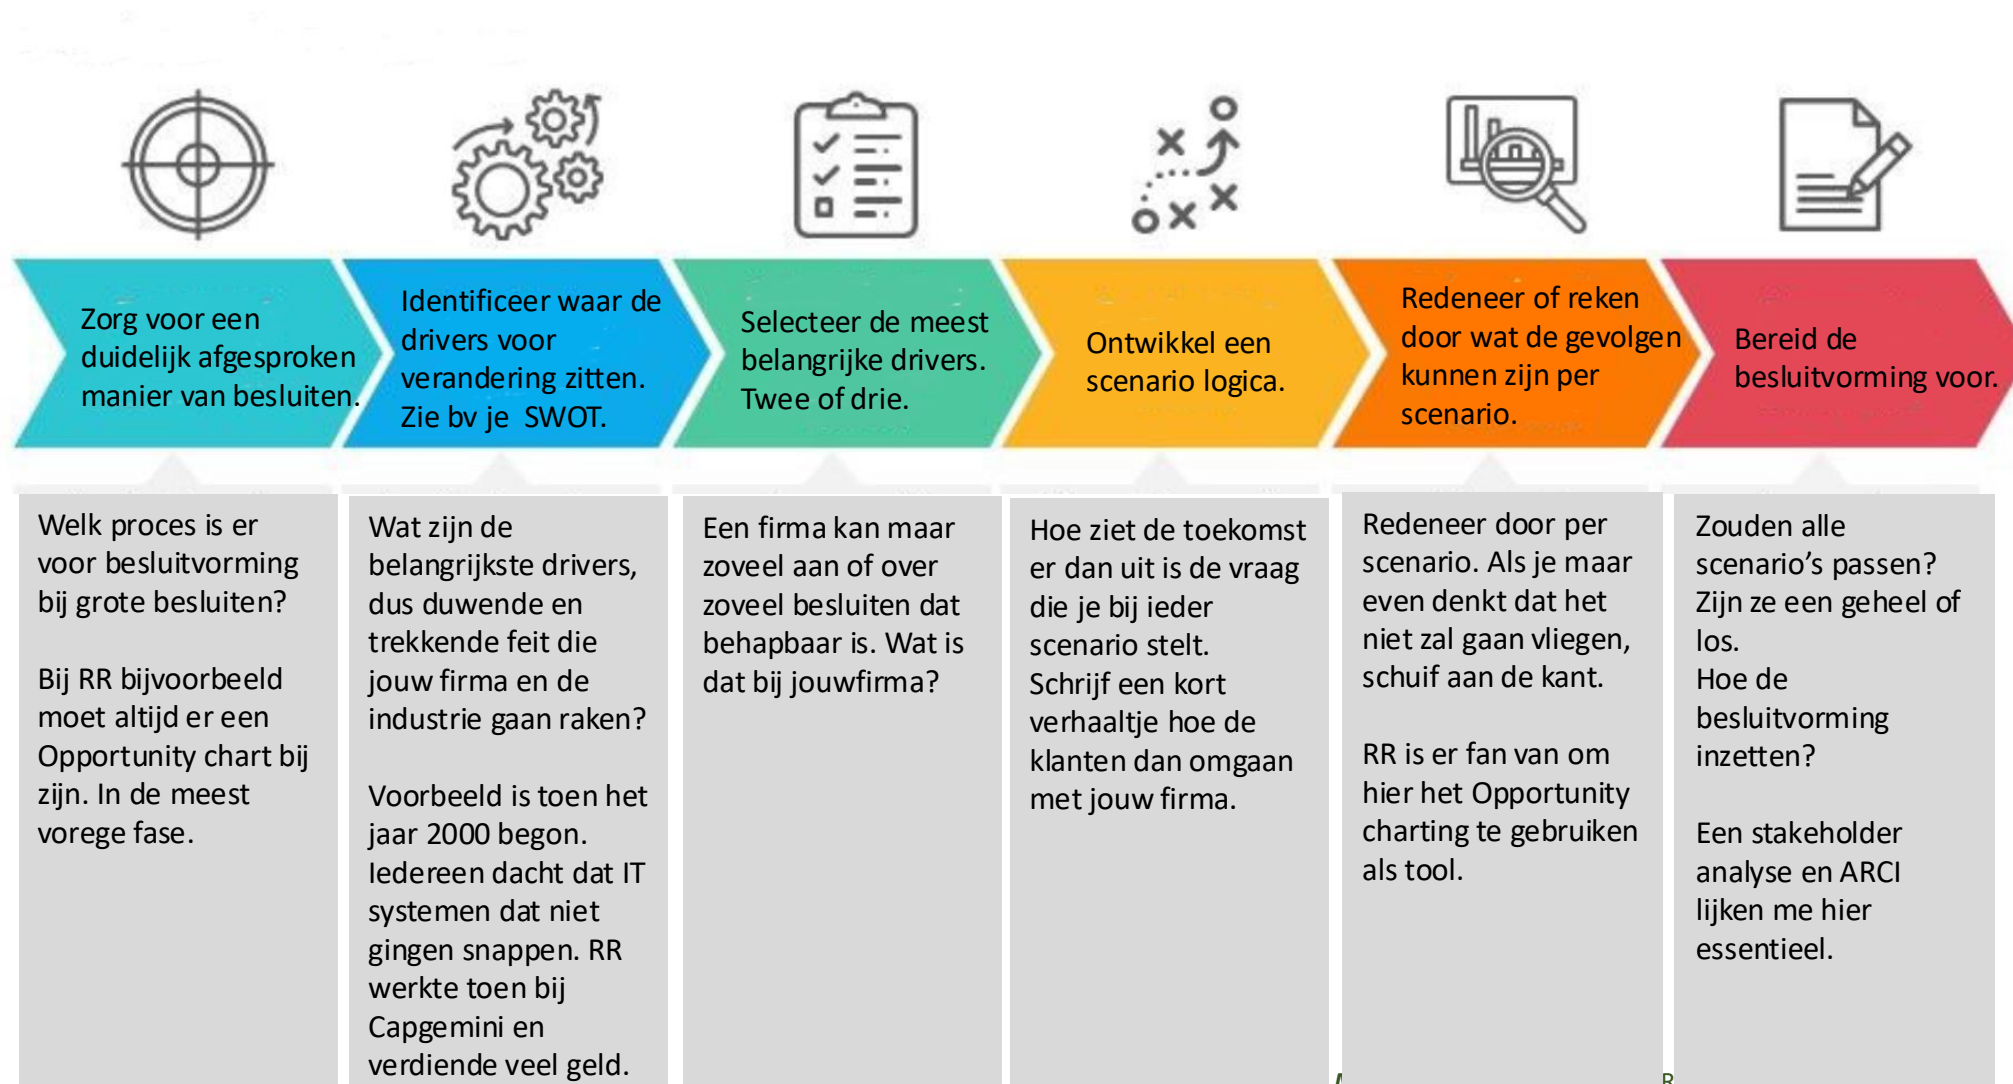 Zorg voor een
duidelijk afgesproken
manier van besluiten.
Identificeer waar de
drivers voor
verandering zitten.
Zie bv je SWOT.
Selecteer de meest
belangrijke drivers.
Twee of drie.
Ontwikkel een
scenario logica.
Redeneer of reken
door wat de gevolgen
kunnen zijn per
scenario.
Bereid de
besluitvorming voor.
Welk proces is er
voor besluitvorming
bij grote besluiten?
Bij RR bijvoorbeeld
moet altijd er een
Opportunity chart bij
zijn. In de meest
vorege fase.
Wat zijn de
belangrijkste drivers,
dus duwende en
trekkende feit die
jouw firma en de
industrie gaan raken?
Voorbeeld is toen het
jaar 2000 begon.
Iedereen dacht dat IT
systemen dat niet
gingen snappen. RR
werkte toen bij
Capgemini en
verdiende veel geld.
Een firma kan maar
zoveel aan of over
zoveel besluiten dat
behapbaar is. Wat is
dat bij jouwfirma?
Hoe ziet de toekomst
er dan uit is de vraag
die je bij ieder
scenario stelt.
Schrijf een kort
verhaaltje hoe de
klanten dan omgaan
met jouw firma.
Redeneer door per
scenario. Als je maar
even denkt dat het
niet zal gaan vliegen,
schuif aan de kant.
RR is er fan van om
hier het Opportunity
charting te gebruiken
als tool.
Zouden alle
scenario’s passen?
Zijn ze een geheel of
los.
Hoe de
besluitvorming
inzetten?
Een stakeholder
analyse en ARCI
lijken me hier
essentieel.